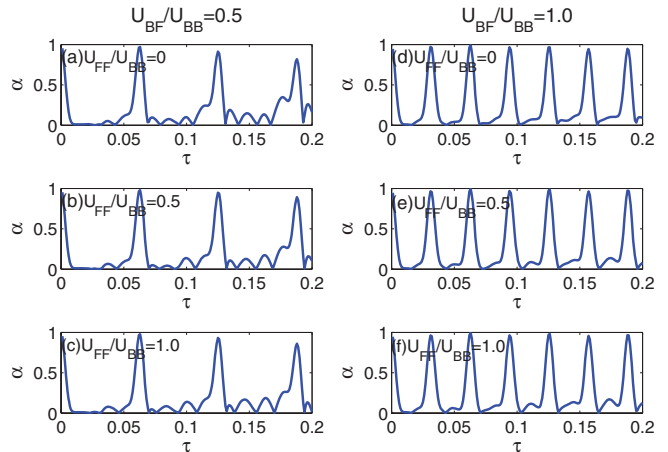 U_BF/U_BB=0.5
U_BF/U_BB=1.0
(a)U_FF/U_BB=0
1
0.5
0
α
0 0.05 0.1 0.15 0.2
τ
(d)U_FF/U_BB=0
1
0.5
0
α
0 0.05 0.1 0.15 0.2
τ
(b)U_FF/U_BB=0.5
1
0.5
0
α
0 0.05 0.1 0.15 0.2
τ
(e)U_FF/U_BB=0.5
1
0.5
0
α
0 0.05 0.1 0.15 0.2
τ
(c)U_FF/U_BB=1.0
1
0.5
0
α
0 0.05 0.1 0.15 0.2
τ
(f)U_FF/U_BB=1.0
1
0.5
0
α
0 0.05 0.1 0.15 0.2
τ